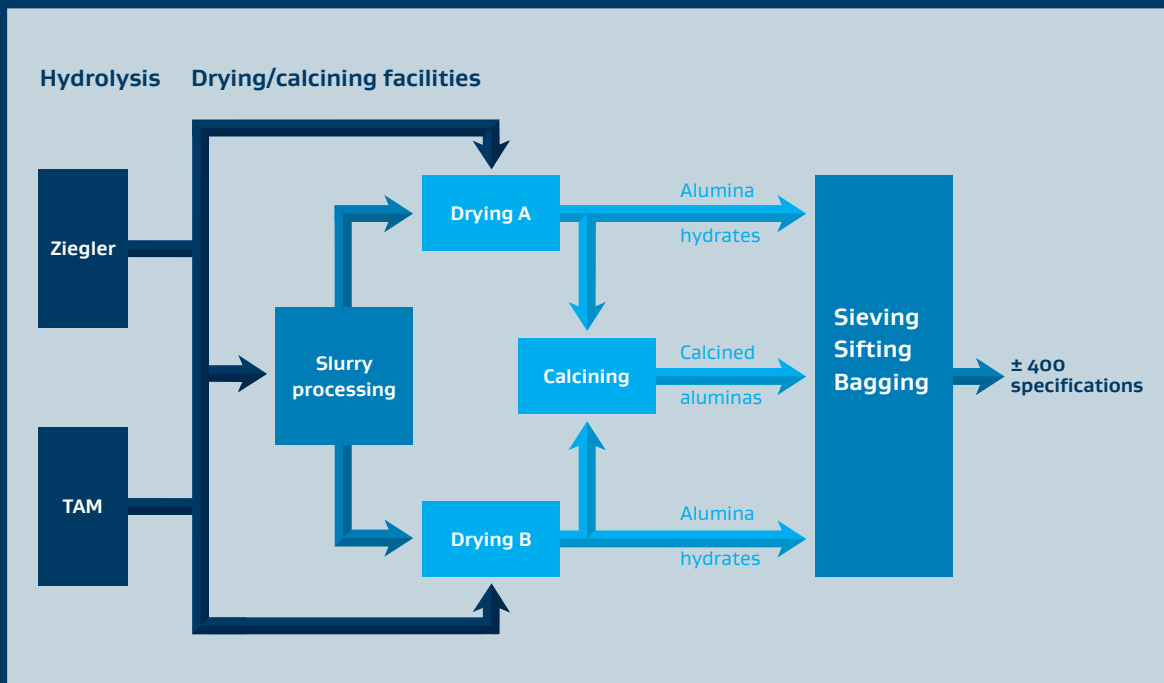 Hydrolysis
Drying/calcining facilities
Ziegler
TAM
Slurry
processing
Drying A
Drying B
Calcining
Alumina
hydrates
Calcined
aluminas
Alumina
hydrates
Sieving
Sifting
Bagging
± 400
specifications